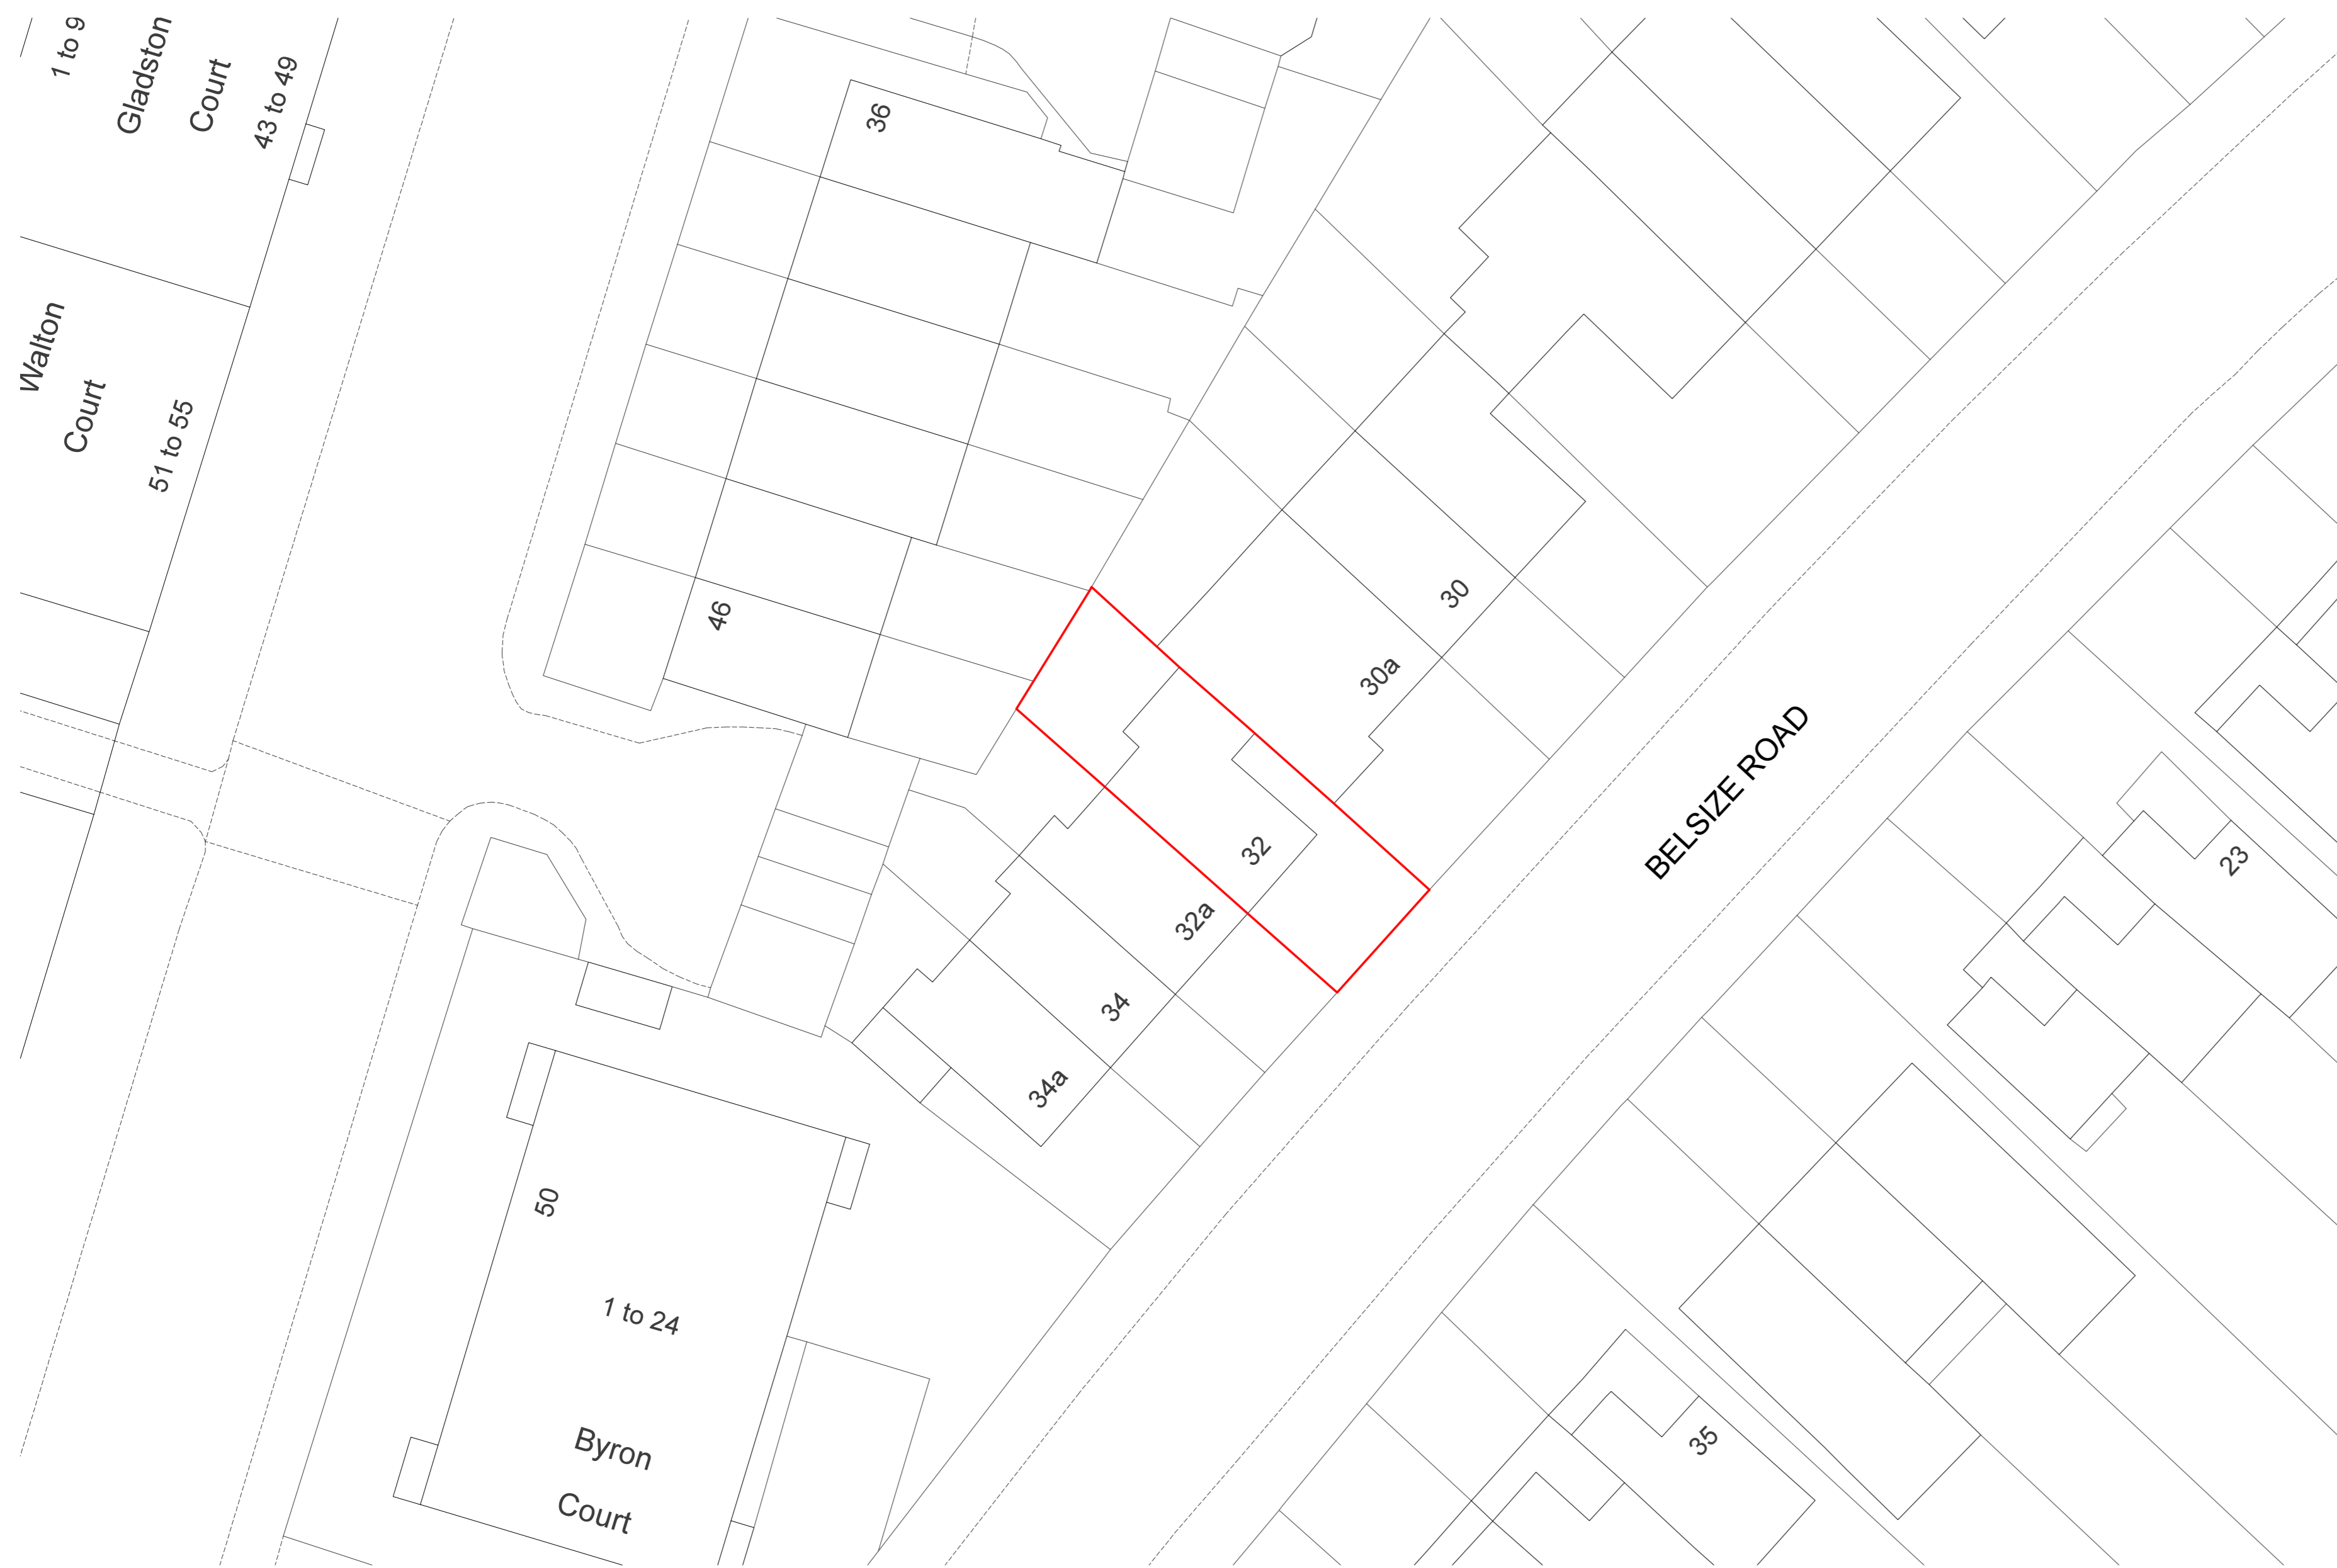 1 to 9
Gladston
Court
43 to 49
36
Walton
Court
51 to 55
46
30
30a
32
32a
34
34a
BELSIZE ROAD
23
50
1 to 24
Byron
Court
35